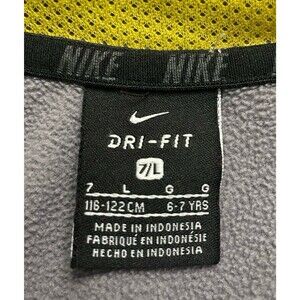 NIKE NIKE NIKE
DRI-FIT
7/L
7 L G G
116-122CM 6-7 YRS
MADE IN INDONESIA
FABRIQUÉ EN INDONÉSIE
HECHO EN INDONESIA